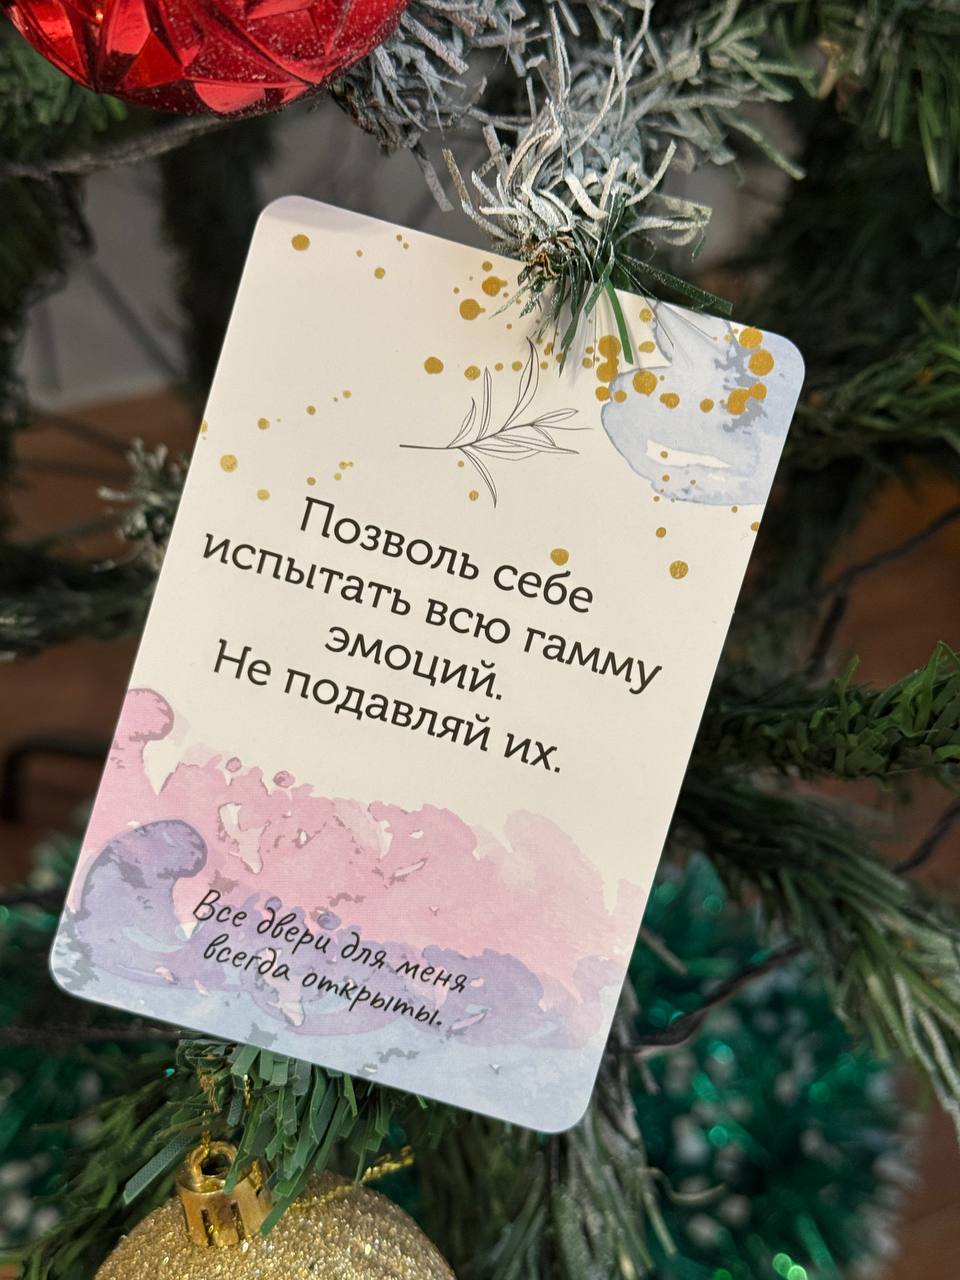 Позволь себе
испытать всю гамму
эмоций.
Не подавляй их.
Все двери для меня
всегда открыты.